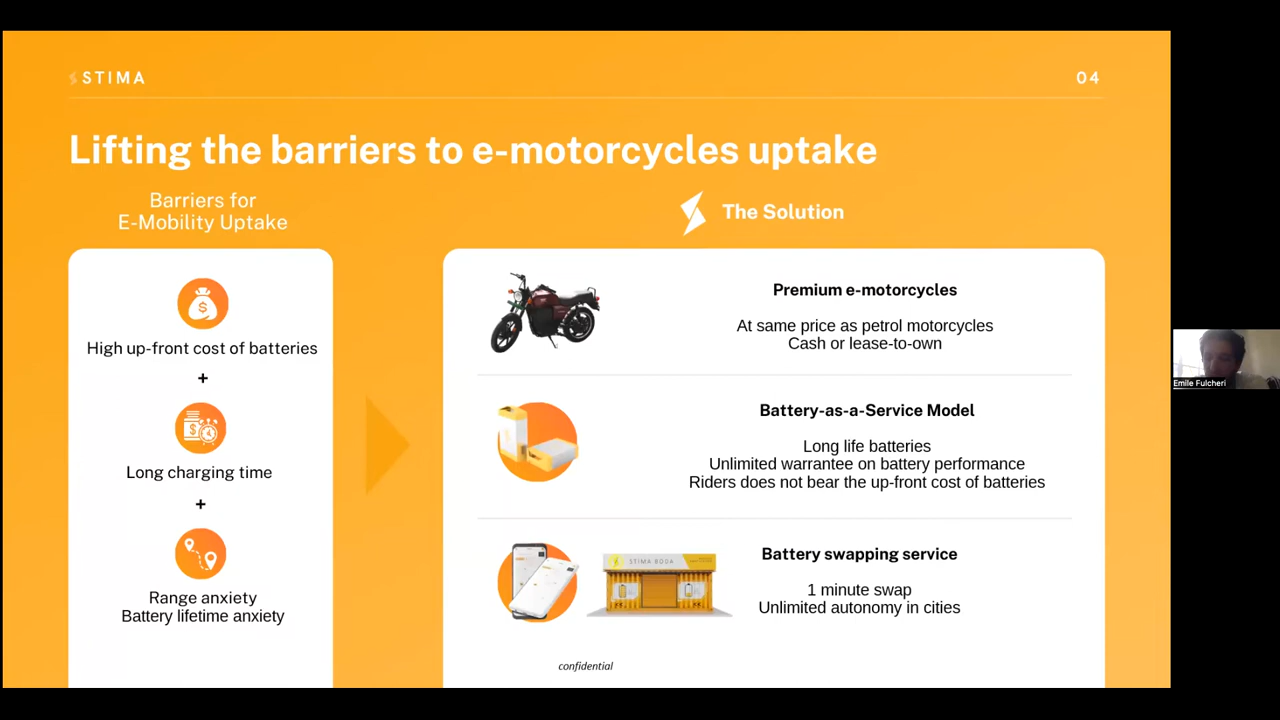 STIMA
04
Lifting the barriers to e-motorcycles uptake
Barriers for
E-Mobility Uptake
The Solution
High up-front cost of batteries
+
Long charging time
+
Range anxiety
Battery lifetime anxiety
Premium e-motorcycles
At same price as petrol motorcycles
Cash or lease-to-own
Battery-as-a-Service Model
Long life batteries
Unlimited warrantee on battery performance
Riders does not bear the up-front cost of batteries
STIMA BODA
Battery swapping service
1 minute swap
Unlimited autonomy in cities
confidential
Emile Fulcheri